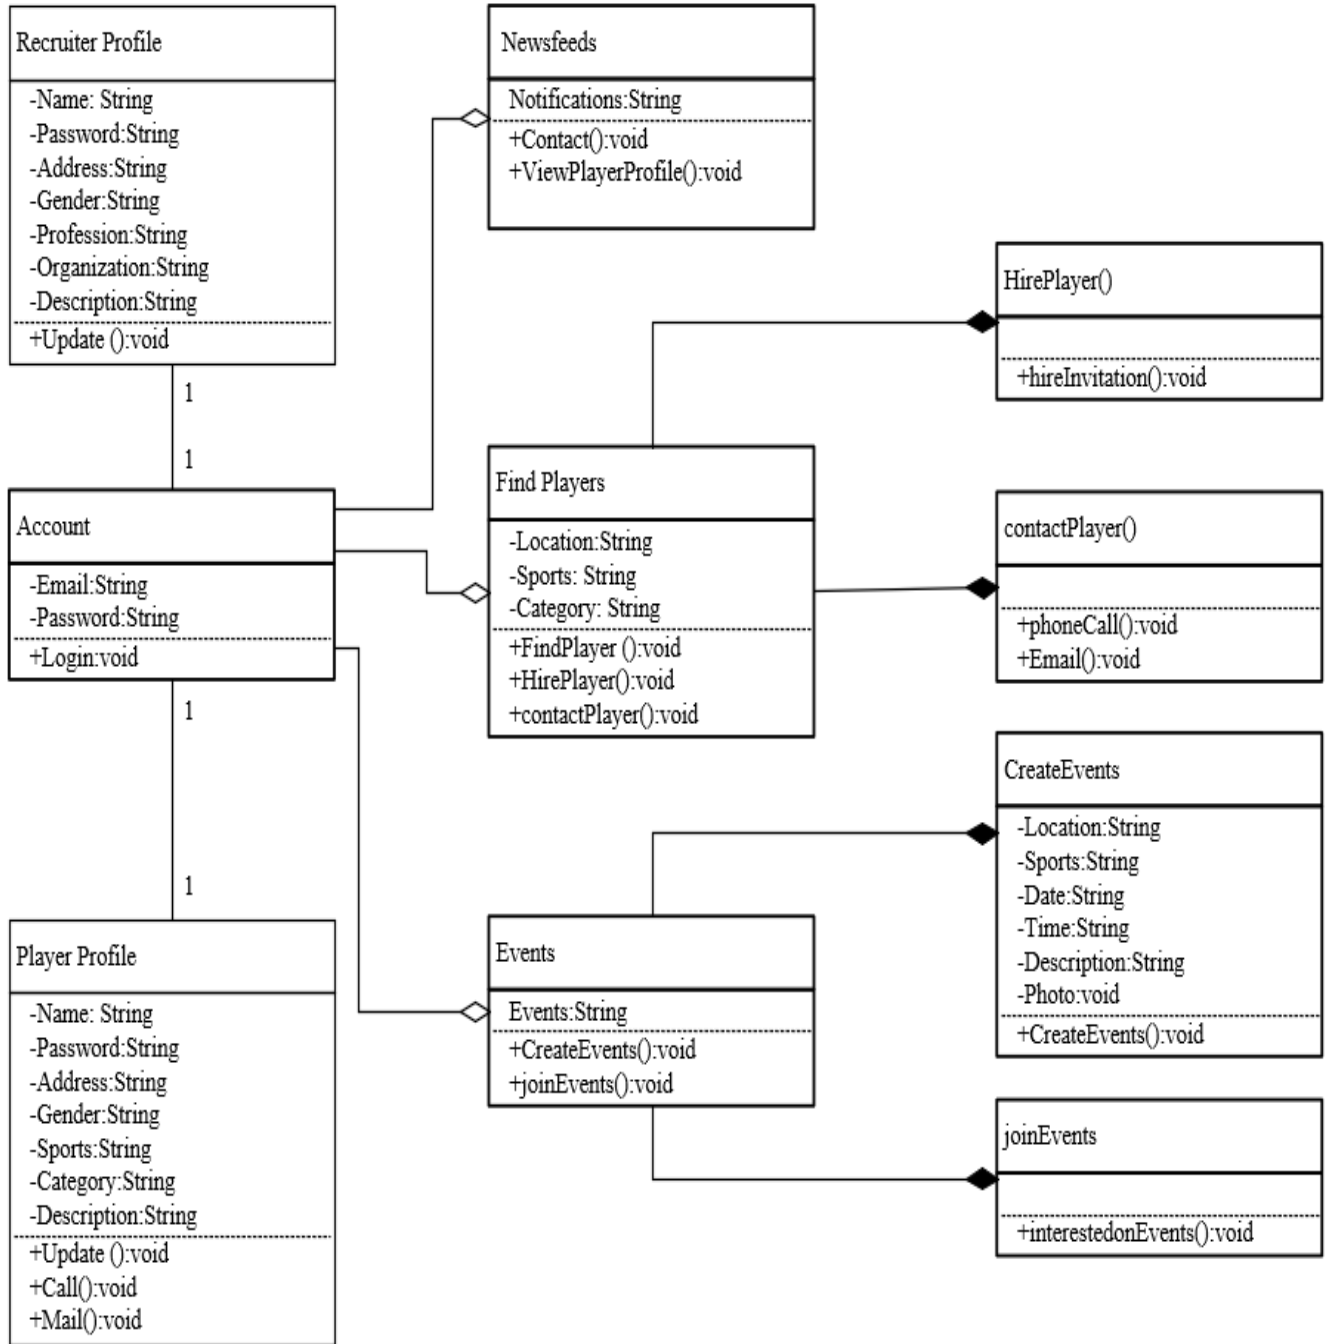 Recruiter Profile
-Name: String
-Password:String
-Address:String
-Gender:String
-Profession:String
-Organization:String
-Description:String
+Update ():void
1
1
Account
-Email:String
-Password:String
+Login:void
1
1
Player Profile
-Name: String
-Password:String
-Address:String
-Gender:String
-Sports:String
-Category:String
-Description:String
+Update ():void
+Call():void
+Mail():void
Newsfeeds
Notifications:String
+Contact():void
+ViewPlayerProfile():void
Find Players
-Location:String
-Sports: String
-Category: String
+FindPlayer ():void
+HirePlayer():void
+contactPlayer():void
Events
Events:String
+CreateEvents():void
+joinEvents():void
HirePlayer()
+hireInvitation():void
contactPlayer()
+phoneCall():void
+Email():void
CreateEvents
-Location:String
-Sports:String
-Date:String
-Time:String
-Description:String
-Photo:void
+CreateEvents():void
joinEvents
+interestedonEvents():void